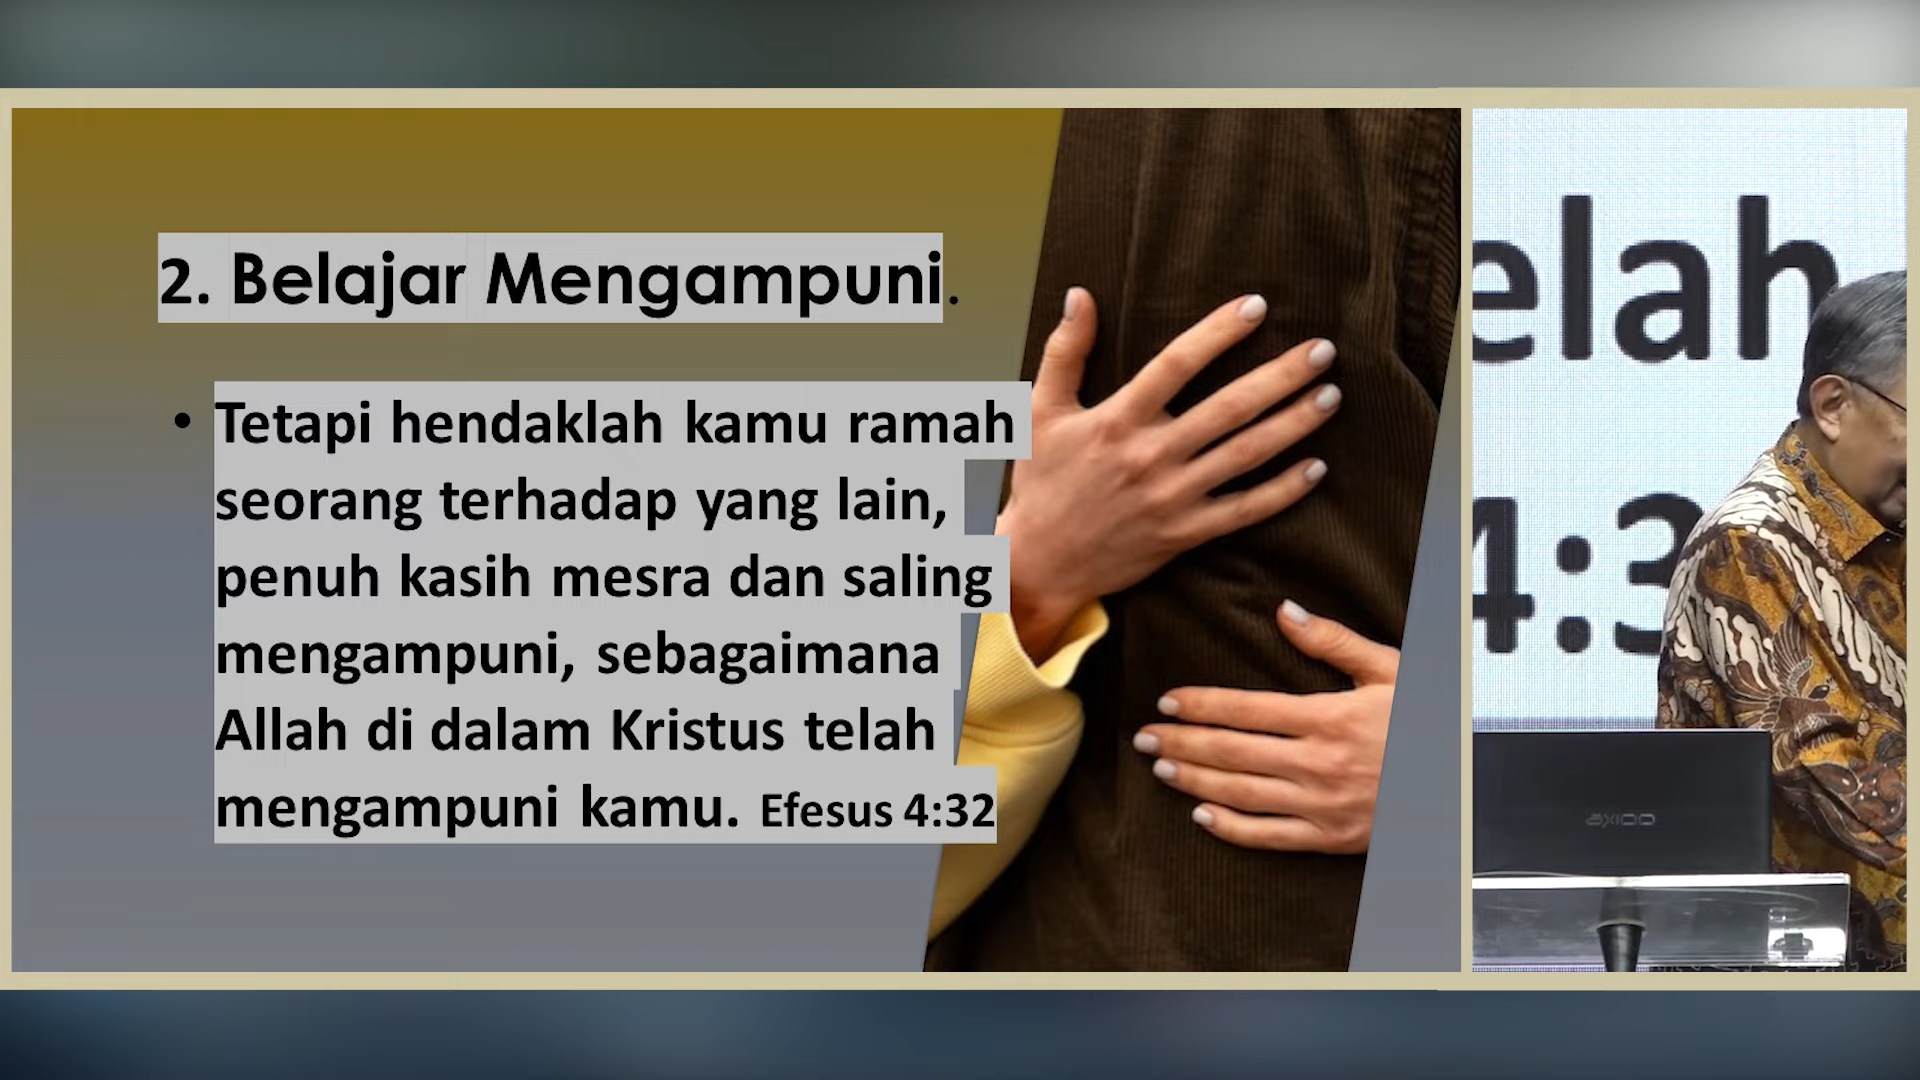 2. Belajar Mengampuni.
• Tetapi hendaklah kamu ramah
seorang terhadap yang lain,
penuh kasih mesra dan saling
mengampuni, sebagaimana
Allah di dalam Kristus telah
mengampuni kamu. Efesus 4:32
elah
4:3
AXIOO